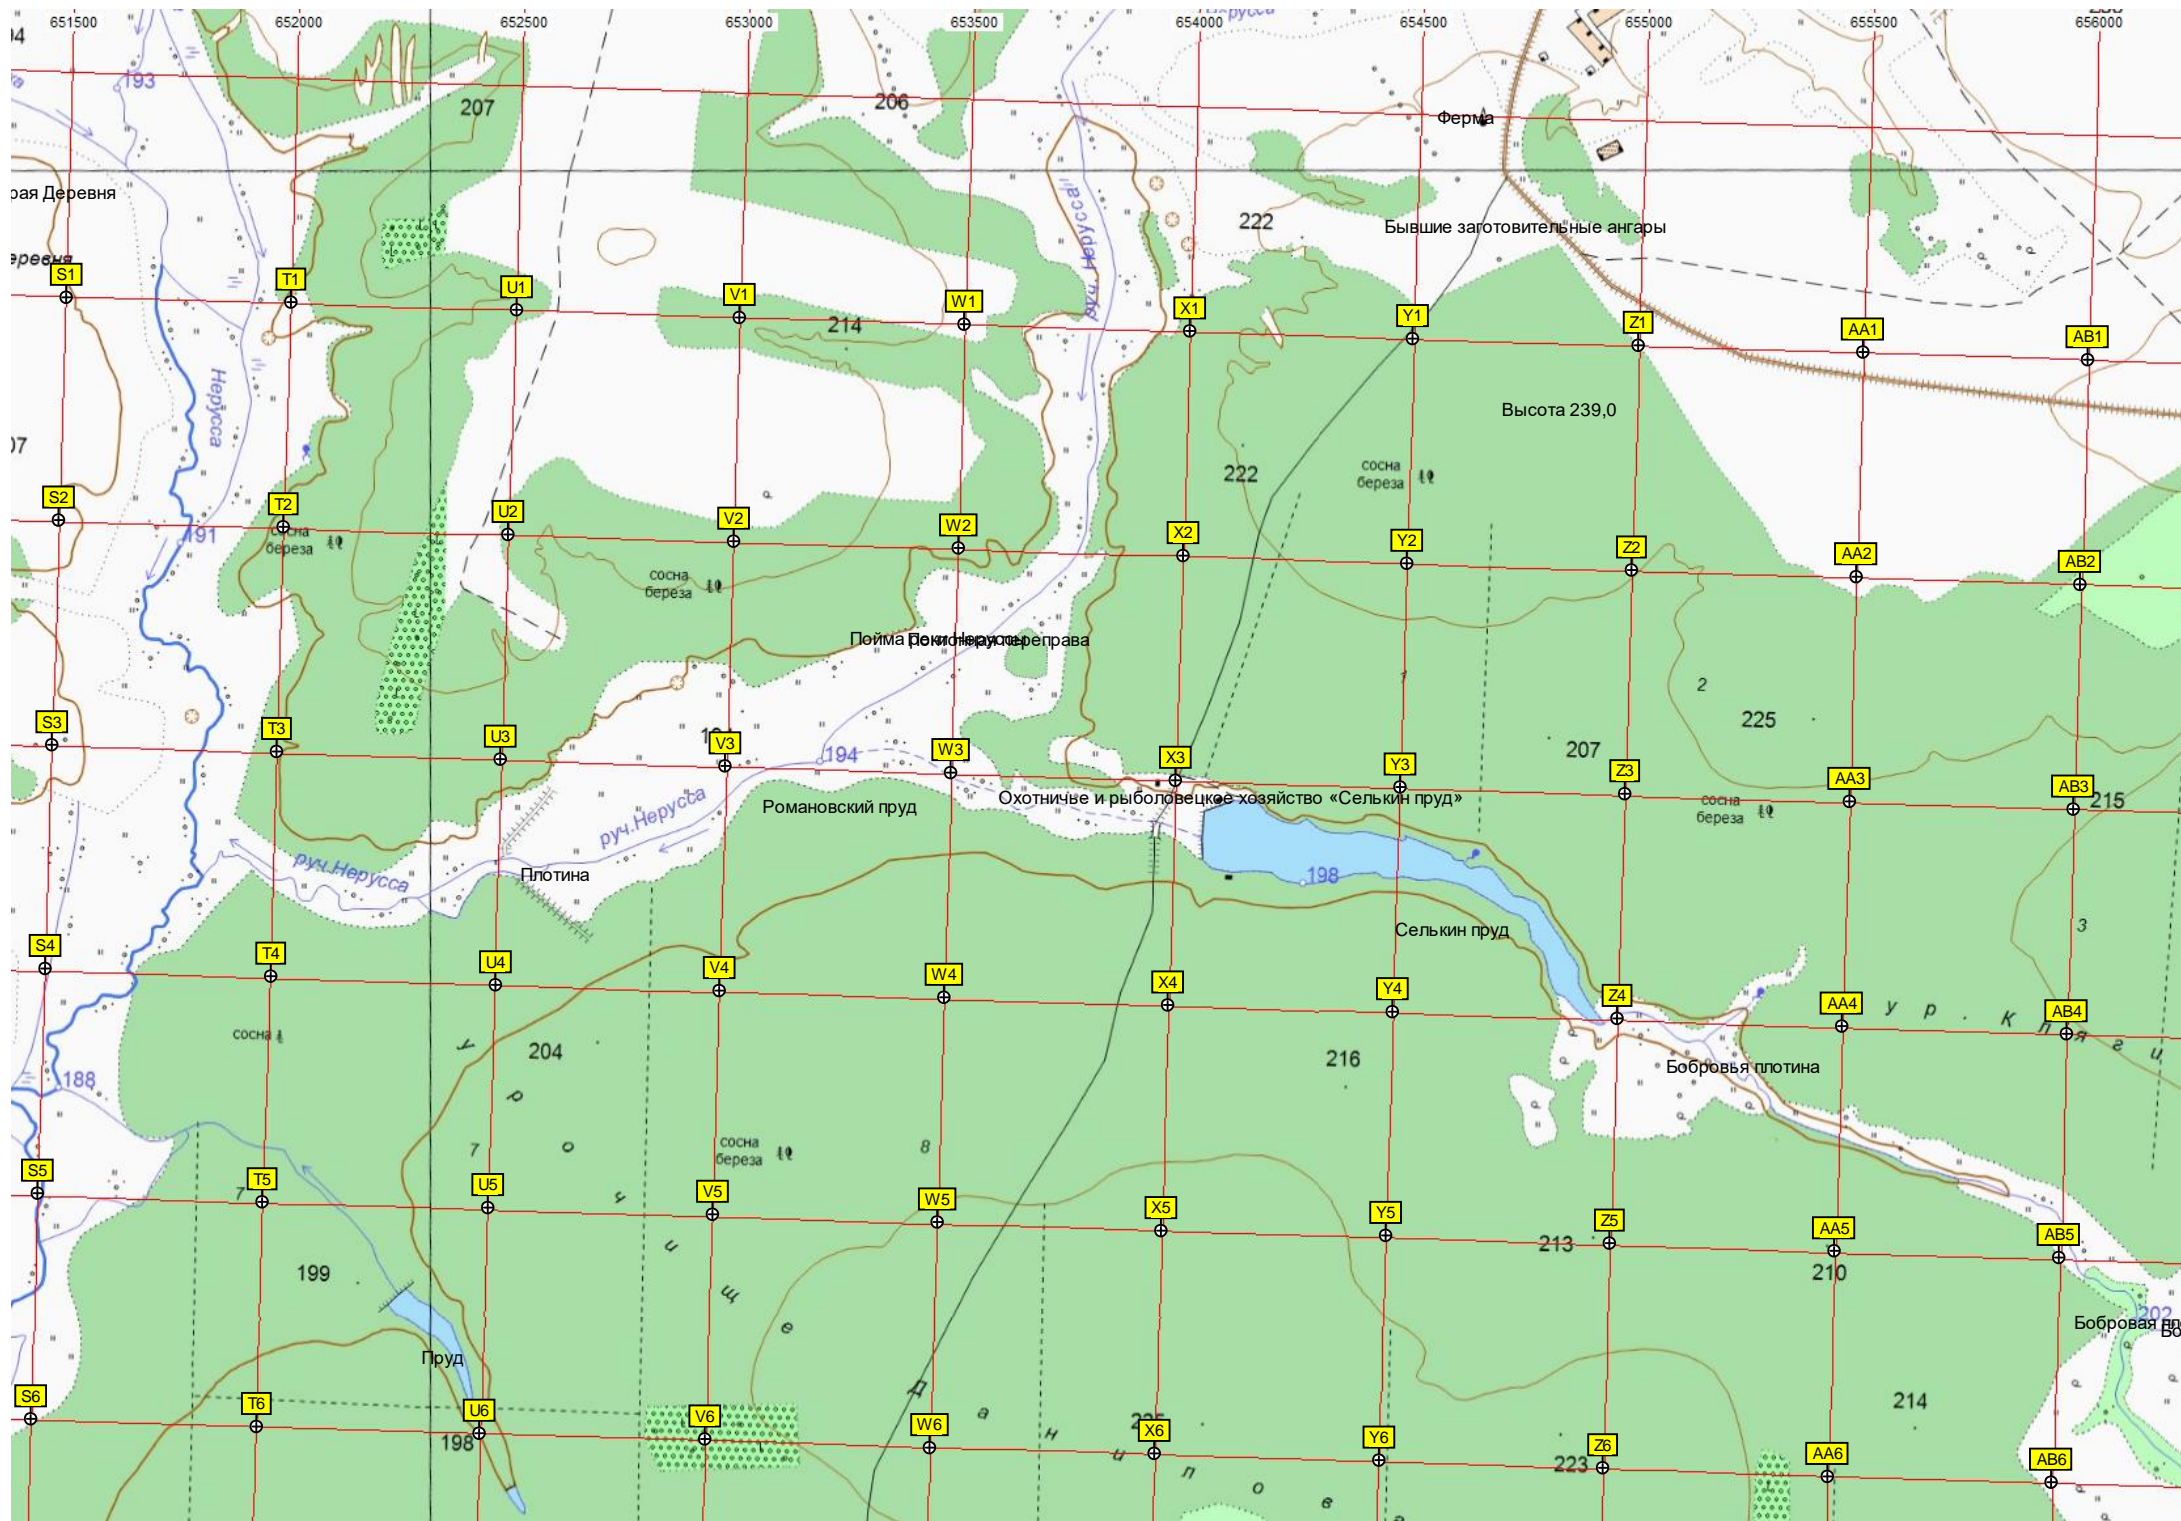 651500 652000 652500 653000 653500 654000 654500 655000 655500 656000
193
207
206
Ферма
рая Деревня
222
Бывшие заготовительные ангары
руч.Нерусса
S1 T1 U1 V1 W1 X1 Y1 Z1 AA1 AB1
214
Нерусса
Высота 239,0
07
222
сосна
береза
S2 T2 U2 V2 W2 X2 Y2 Z2 AA2 AB2
191
сосна
береза
сосна
береза
1
2
225
207
S3 T3 U3 V3 W3 X3 Y3 Z3 AA3 AB3
194
215
Охотничье и рыболовецкое хозяйство «Селькин пруд»
Романовский пруд
сосна
береза
руч.Нерусса
руч.Нерусса
Плотина
198
Селькин пруд
3
S4 T4 U4 V4 W4 X4 Y4 Z4 AA4 AB4
сосна
204
216
Бобровья плотина
188
7
8
сосна
береза
S5 T5 U5 V5 W5 X5 Y5 Z5 AA5 AB5
7
213
210
199
202
Урочище
Пруд
214
S6 T6 U6 V6 W6 X6 Y6 Z6 AA6 AB6
198
223